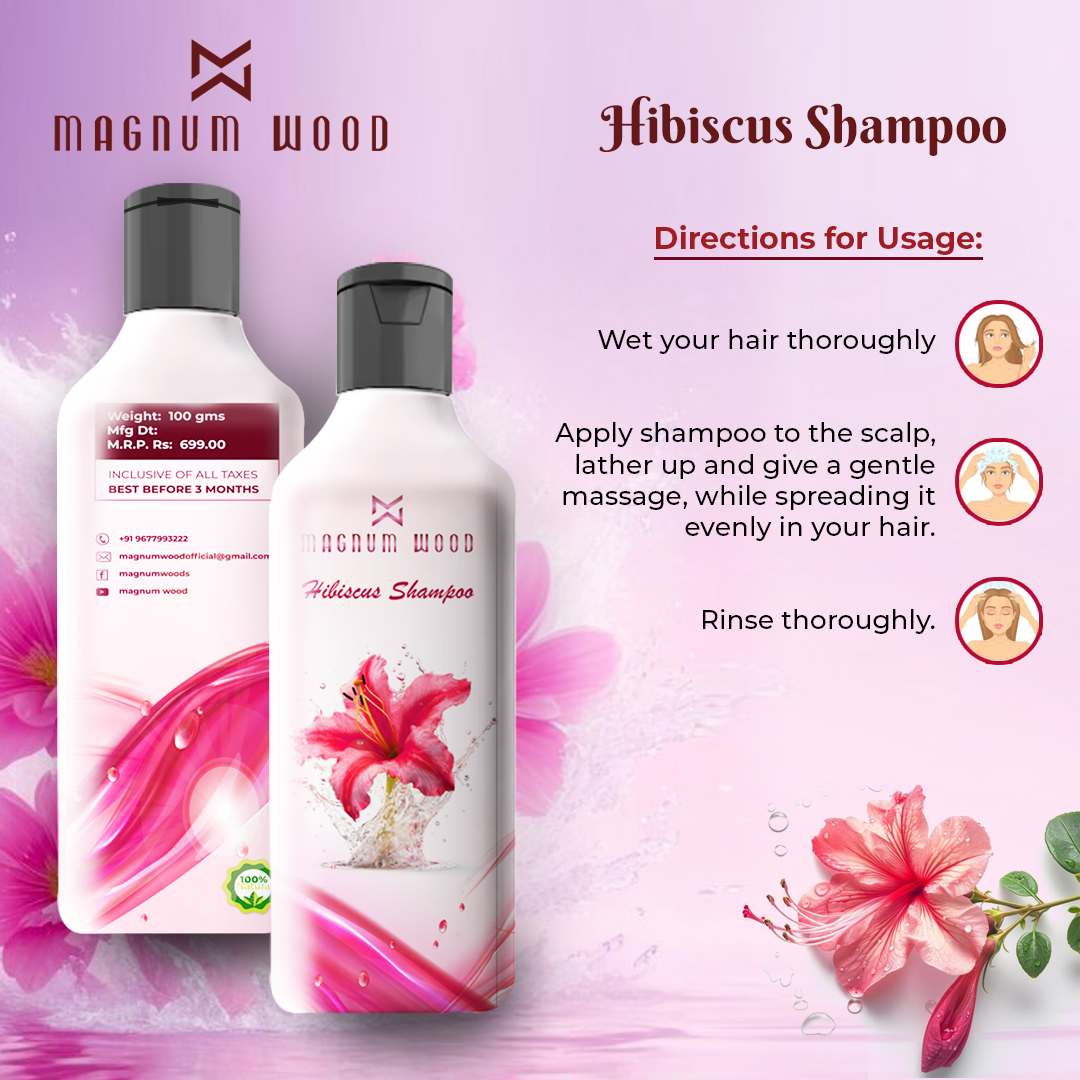 MAGNUM WOOD
Hibiscus Shampoo
Directions for Usage:
Wet your hair thoroughly
Apply shampoo to the scalp,
lather up and give a gentle
massage, while spreading it
evenly in your hair.
Rinse thoroughly.
Weight: 100 gms
Mfg Dt:
M.R.P. Rs: 699.00
INCLUSIVE OF ALL TAXES
BEST BEFORE 3 MONTHS
+91 9677993222
magnumwoodofficial@gmail.com
magnumwoods
magnum wood
100%
Natural
MAGNUM WOOD
Hibiscus Shampoo